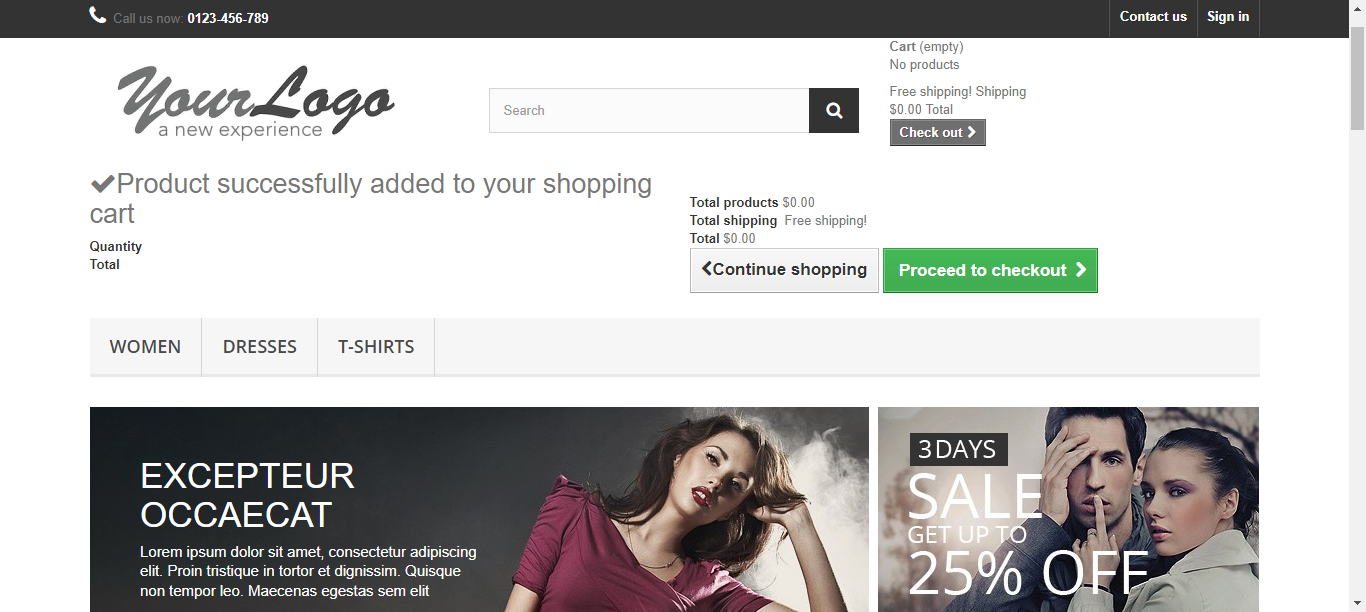 Call us now: 0123-456-789
Contact us
Sign in
YourLogo
a new experience
Search
Cart (empty)
No products
Free shipping! Shipping
$0.00 Total
Check out
Product successfully added to your shopping
cart
Quantity
Total
Total products $0.00
Total shipping Free shipping!
Total $0.00
Continue shopping
Proceed to checkout
WOMEN
DRESSES
T-SHIRTS
EXCEPTEUR
OCCAECAT
Lorem ipsum dolor sit amet, consectetur adipiscing
elit. Proin tristique in tortor et dignissim. Quisque
non tempor leo. Maecenas egestas sem elit
3 DAYS
SALE
GET UP TO
25% OFF